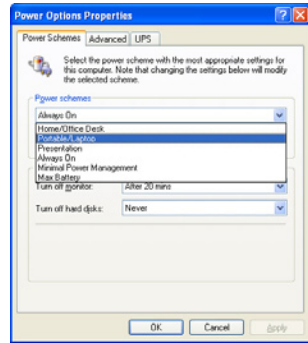 Power Options Properties
Power Schemes Advanced UPS
Select the power scheme with the most appropriate settings for
this computer. Note that changing the settings below will modify
the selected scheme.
Power schemes
Always On
Home/Office Desk
Portable/Laptop
Presentation
Always On
Minimal Power Management
Max Battery
Turn off monitor: After 20 mins
Turn off hard disks: Never
OK Cancel Apply